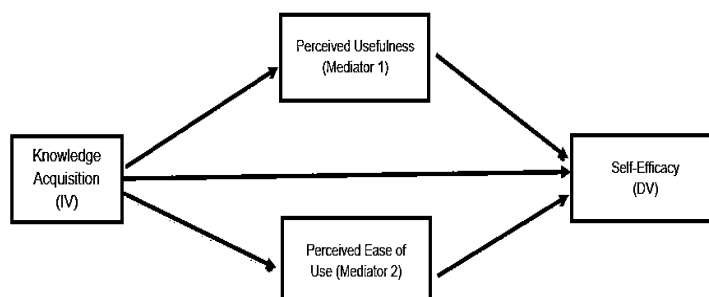 Perceived Usefulness
(Mediator 1)
Knowledge
Acquisition
(IV)
Self-Efficacy
(DV)
Perceived Ease of
Use (Mediator 2)